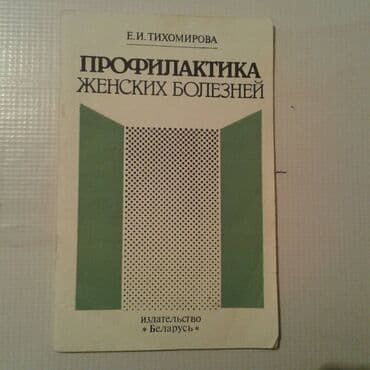 Е. И. ТИХОМИРОВА
ПРОФИЛАКТИКА
ЖЕНСКИХ БОЛЕЗНЕЙ
издательство
* Беларусь *